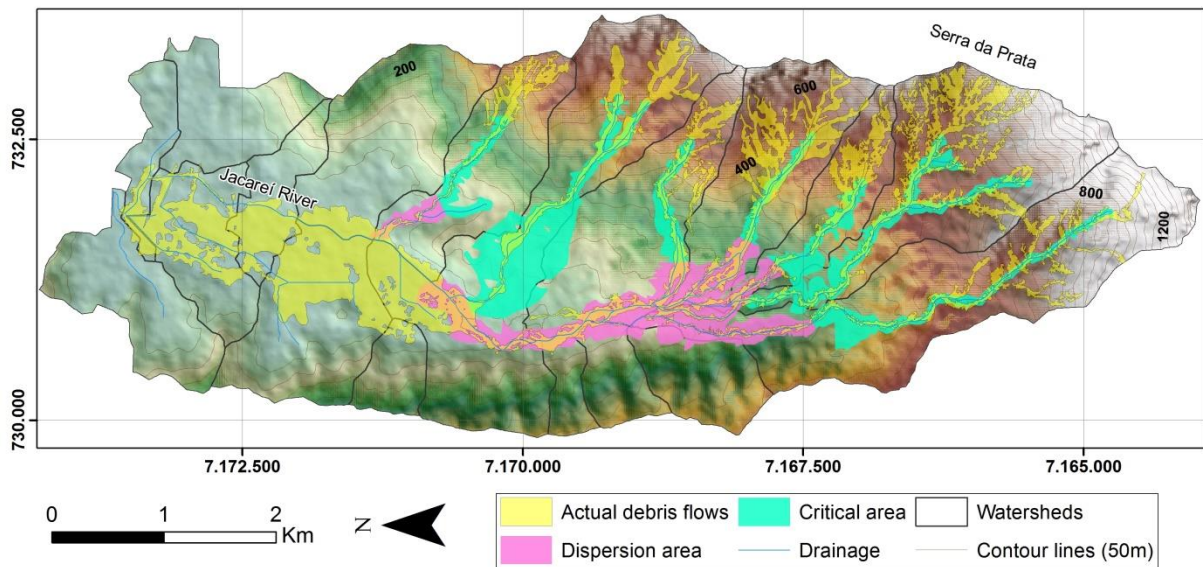 Serra da Prata
200
600
732.500
400
Jacareí River
800
1200
730.000
7.172.500 7.170.000 7.167.500 7.165.000
0 1 2
Km
N
Actual debris flows Critical area Watersheds
Dispersion area Drainage Contour lines (50m)